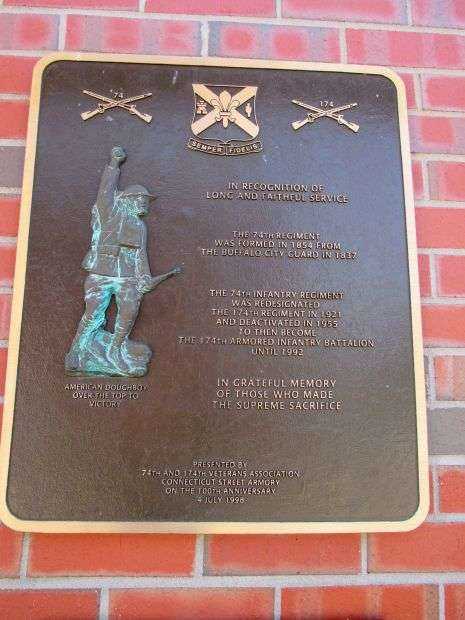 74
174
SEMPER FIDELIS
IN RECOGNITION OF
LONG AND FAITHFUL SERVICE
THE 74TH REGIMENT
WAS FORMED IN 1854 FROM
THE BUFFALO CITY GUARD IN 1837
THE 74TH INFANTRY REGIMENT
WAS REDESIGNATED
THE 174TH REGIMENT IN 1921
AND DEACTIVATED IN 1955
TO THEN BECOME
THE 174TH ARMORED INFANTRY BATTALION
UNTIL 1992
AMERICAN DOUGHBOY
OVER THE TOP TO
VICTORY
IN GRATEFUL MEMORY
OF THOSE WHO MADE
THE SUPREME SACRIFICE
PRESENTED BY
74TH AND 174TH VETERANS ASSOCIATION
CONNECTICUT STREET ARMORY
ON THE 100TH ANNIVERSARY
4 JULY 1998